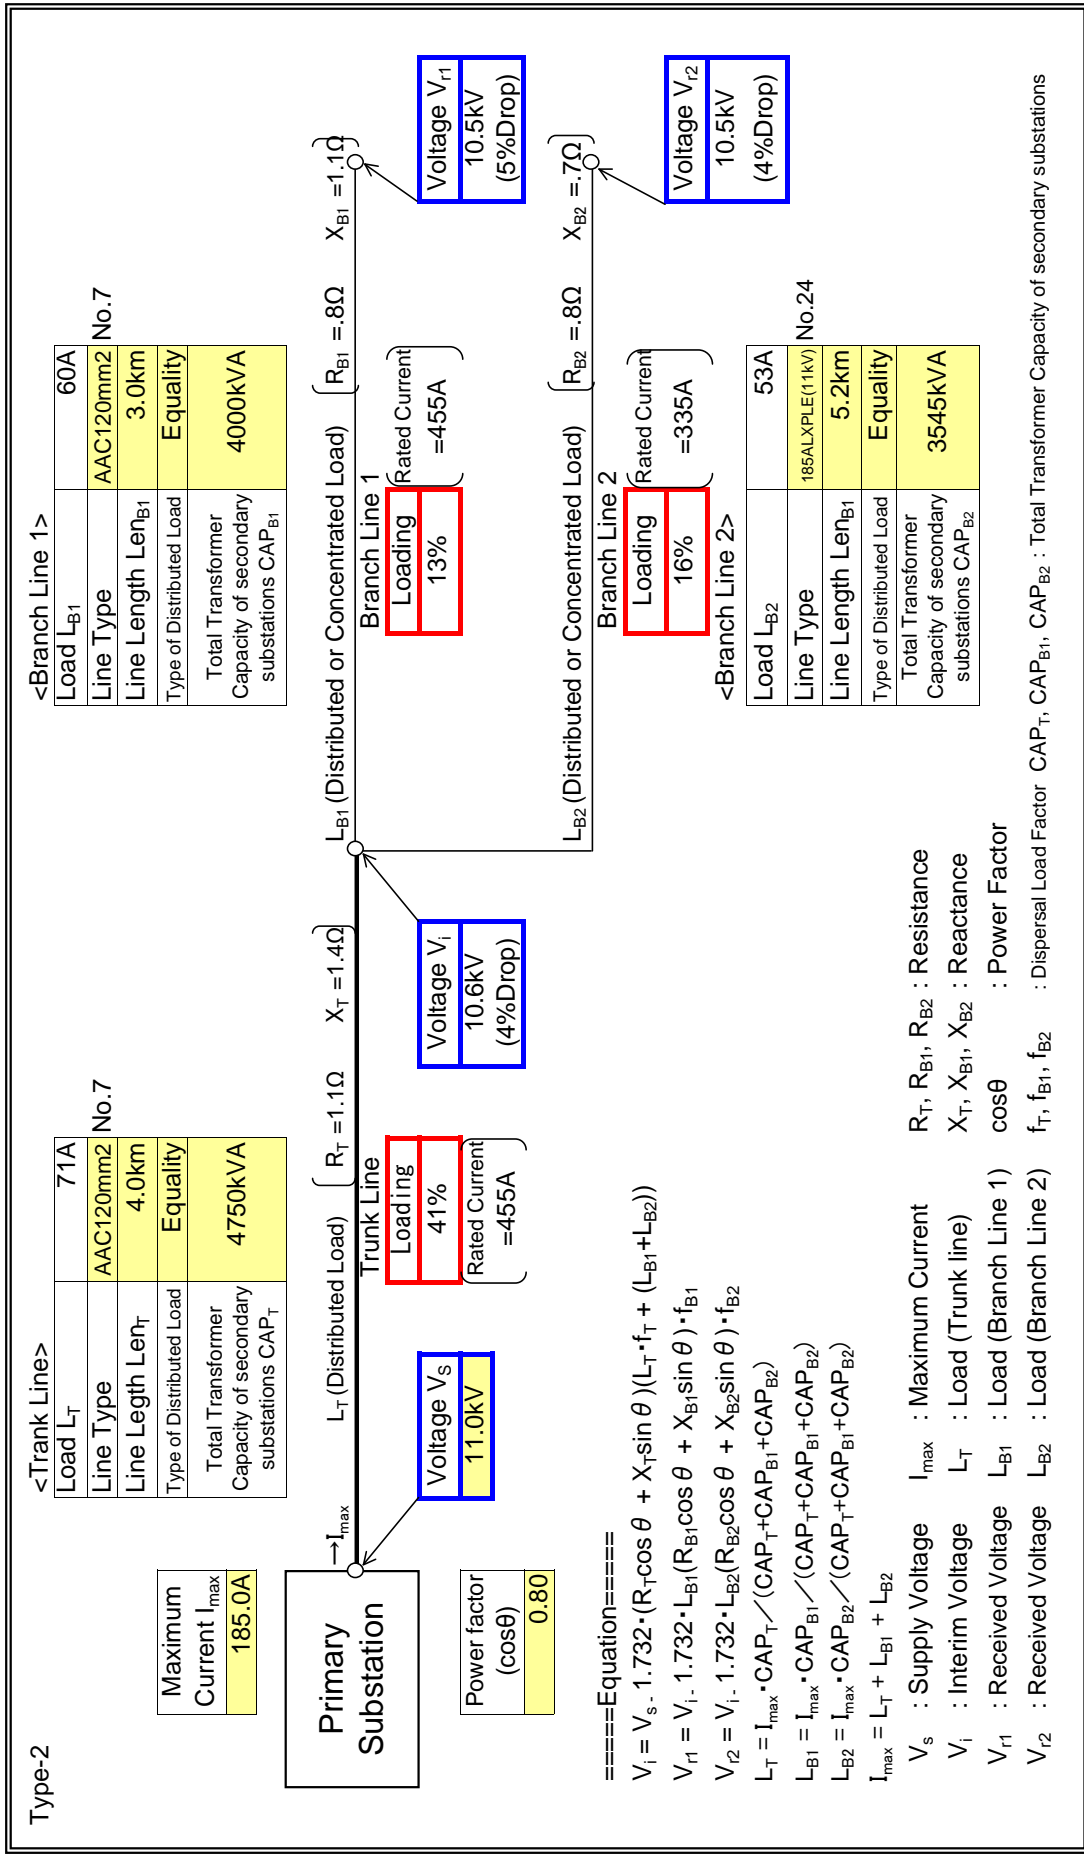 Type-2
Maximum
Current Imax
185.0A
<Trank Line>
Load LT 71A
Line Type AAC120mm2 No.7
Line Legth LenT 4.0km
Type of Distributed Load Equality
Total Transformer
Capacity of secondary
substations CAPT 4750kVA
<Branch Line 1>
Load LB1 60A
Line Type AAC120mm2 No.7
Line Length LenB1 3.0km
Type of Distributed Load Equality
Total Transformer
Capacity of secondary
substations CAPB1 4000kVA
Primary
Substation
→Imax
LT (Distributed Load)
RT =1.1Ω XT =1.4Ω
LB1 (Distributed or Concentrated Load)
RB1 =.8Ω XB1 =1.1Ω
Trunk Line
Loading
41%
Rated Current
=455A
Branch Line 1
Loading
13%
Rated Current
=455A
Voltage VS
11.0kV
Voltage Vi
10.6kV
(4%Drop)
Voltage Vr1
10.5kV
(5%Drop)
Power factor
(cosθ)
0.80
LB2 (Distributed or Concentrated Load)
RB2 =.8Ω XB2 =.7Ω
Branch Line 2
Loading
16%
Rated Current
=335A
Voltage Vr2
10.5kV
(4%Drop)
<Branch Line 2>
Load LB2 53A
Line Type 185ALXPLE(11kV) No.24
Line Length LenB1 5.2km
Type of Distributed Load Equality
Total Transformer
Capacity of secondary
substations CAPB2 3545kVA
=====Equation=====
Vi = Vs - 1.732・(RTcos θ + XTsin θ)(LT・fT + (LB1+LB2))
Vr1 = Vi - 1.732・LB1(RB1cos θ + XB1sin θ)・fB1
Vr2 = Vi - 1.732・LB2(RB2cos θ + XB2sin θ)・fB2
LT = Imax・CAPT／(CAPT+CAPB1+CAPB2)
LB1 = Imax・CAPB1／(CAPT+CAPB1+CAPB2)
LB2 = Imax・CAPB2／(CAPT+CAPB1+CAPB2)
Imax = LT + LB1 + LB2
Vs : Supply Voltage Imax : Maximum Current RT, RB1, RB2 : Resistance
Vi : Interim Voltage LT : Load (Trunk line) XT, XB1, XB2 : Reactance
Vr1 : Received Voltage LB1 : Load (Branch Line 1) cosθ : Power Factor
Vr2 : Received Voltage LB2 : Load (Branch Line 2) fT, fB1, fB2 : Dispersal Load Factor CAPT, CAPB1, CAPB2 : Total Transformer Capacity of secondary substations